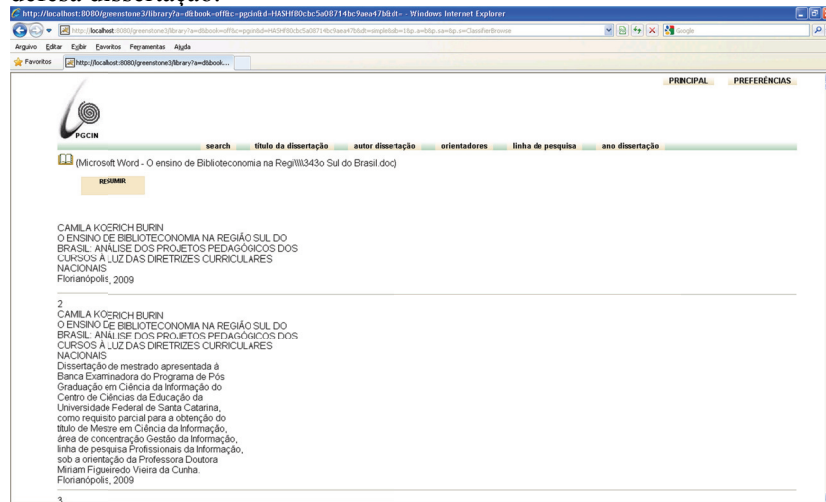 defesa dissertação.
http://localhost:8080/greenstone3/library?a=d&book=off&c=pgcin&d=HASHf80cbc5a08714bc9aea47b&dt= - Windows Internet Explorer
Google
Arquivo Editar Exibir Favoritos Ferramentas Ajuda
Favoritos http://localhost:8080/greenstone3/library?a=d&book...
PRINCIPAL PREFERÊNCIAS
PGCIN
search título da dissertação autor dissertação orientadores linha de pesquisa ano dissertação
(Microsoft Word - O ensino de Biblioteconomia na Regi\\\\343o Sul do Brasil.doc)
RESUMIR
CAMILA KOERICH BURIN
O ENSINO DE BIBLIOTECONOMIA NA REGIÃO SUL DO
BRASIL: ANÁLISE DOS PROJETOS PEDAGÓGICOS DOS
CURSOS À LUZ DAS DIRETRIZES CURRICULARES
NACIONAIS
Florianópolis, 2009
2
CAMILA KOERICH BURIN
O ENSINO DE BIBLIOTECONOMIA NA REGIÃO SUL DO
BRASIL: ANÁLISE DOS PROJETOS PEDAGÓGICOS DOS
CURSOS À LUZ DAS DIRETRIZES CURRICULARES
NACIONAIS
Dissertação de mestrado apresentada à
Banca Examinadora do Programa de Pós
Graduação em Ciência da Informação do
Centro de Ciências da Educação da
Universidade Federal de Santa Catarina,
como requisito parcial para a obtenção do
título de Mestre em Ciência da Informação,
área de concentração Gestão da Informação,
linha de pesquisa Profissionais da Informação,
sob a orientação da Professora Doutora
Miriam Figueiredo Vieira da Cunha.
Florianópolis, 2009
3